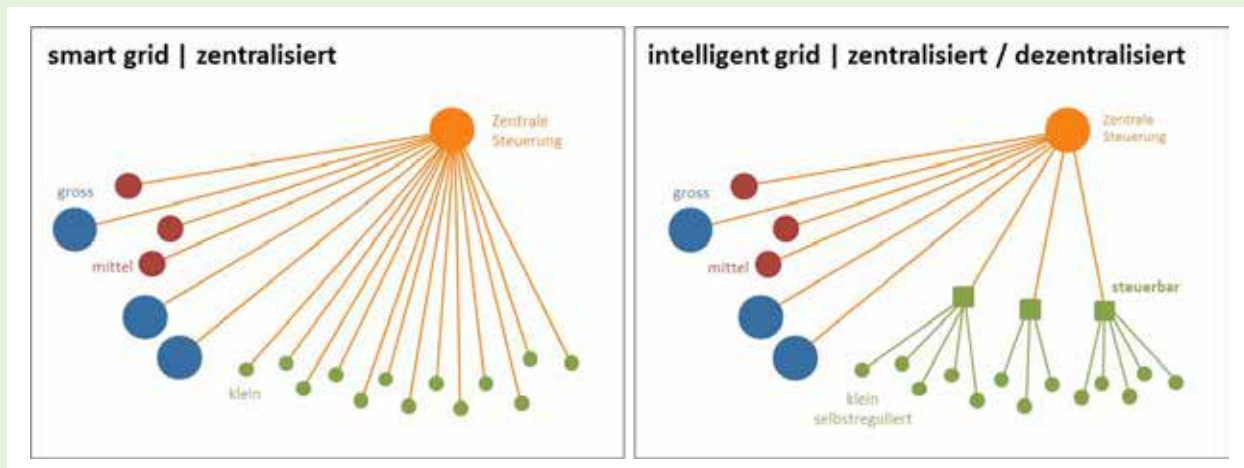 smart grid | zentralisiert
Zentrale
Steuerung
gross
mittel
klein
intelligent grid | zentralisiert / dezentralisiert
Zentrale
Steuerung
gross
mittel
steuerbar
klein
selbstreguliert